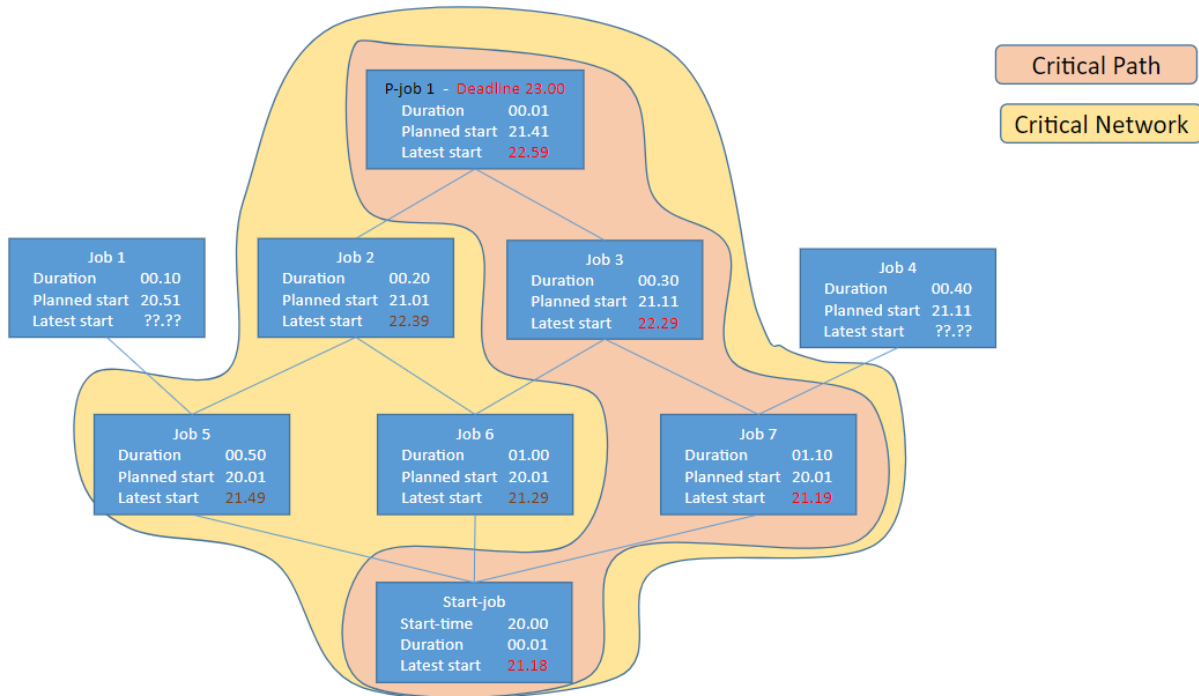 P-job 1 - Deadline 23.00
Duration 00.01
Planned start 21.41
Latest start 22.59
Critical Path
Critical Network
Job 1
Duration 00.10
Planned start 20.51
Latest start ??.??
Job 2
Duration 00.20
Planned start 21.01
Latest start 22.39
Job 3
Duration 00.30
Planned start 21.11
Latest start 22.29
Job 4
Duration 00.40
Planned start 21.11
Latest start ??.??
Job 5
Duration 00.50
Planned start 20.01
Latest start 21.49
Job 6
Duration 01.00
Planned start 20.01
Latest start 21.29
Job 7
Duration 01.10
Planned start 20.01
Latest start 21.19
Start-job
Start-time 20.00
Duration 00.01
Latest start 21.18